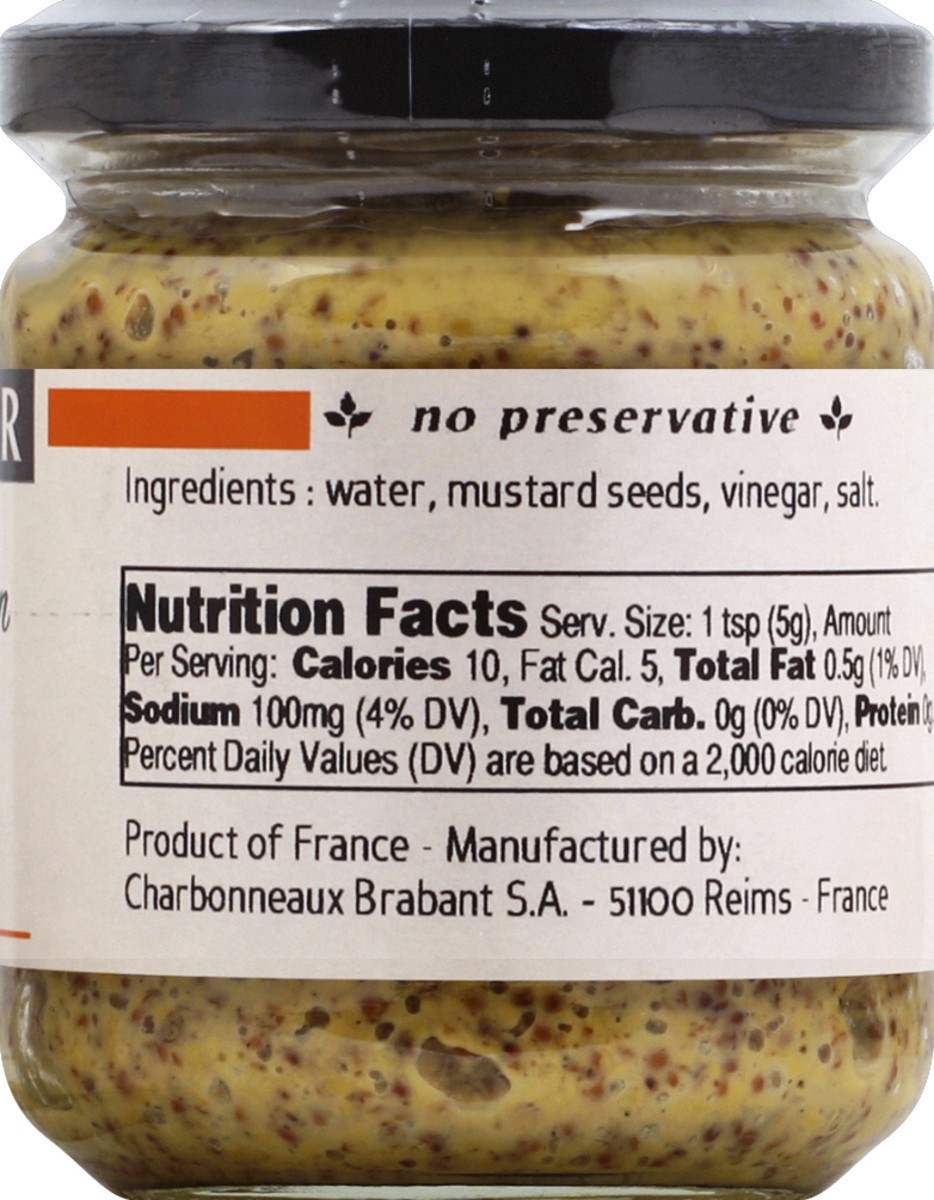 R
no preservative
Ingredients : water, mustard seeds, vinegar, salt.
n
Nutrition Facts Serv. Size: 1 tsp (5g), Amount
Per Serving: Calories 10, Fat Cal. 5, Total Fat 0.5g (1% DV),
Sodium 100mg (4% DV), Total Carb. 0g (0% DV), Protein 0g,
Percent Daily Values (DV) are based on a 2,000 calorie diet.
Product of France - Manufactured by:
Charbonneaux Brabant S.A. - 51100 Reims - France